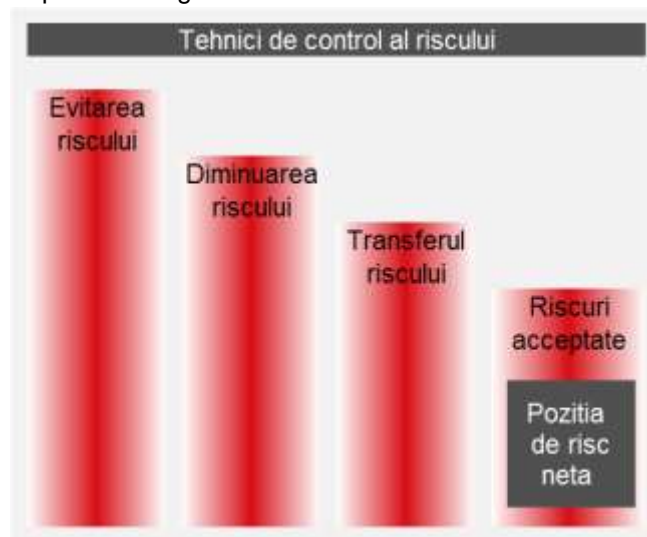 Tehnici de control al riscului
Evitarea
riscului
Diminuarea
riscului
Transferul
riscului
Riscuri
acceptate
Pozitia
de risc
neta